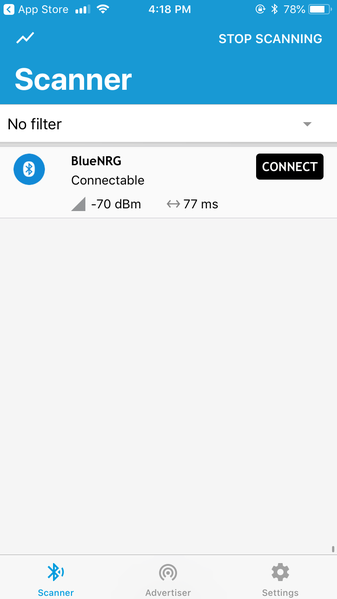 App Store 4:18 PM 78%
STOP SCANNING
Scanner
No filter
BlueNRG
CONNECT
Connectable
-70 dBm 77 ms
Scanner Advertiser Settings